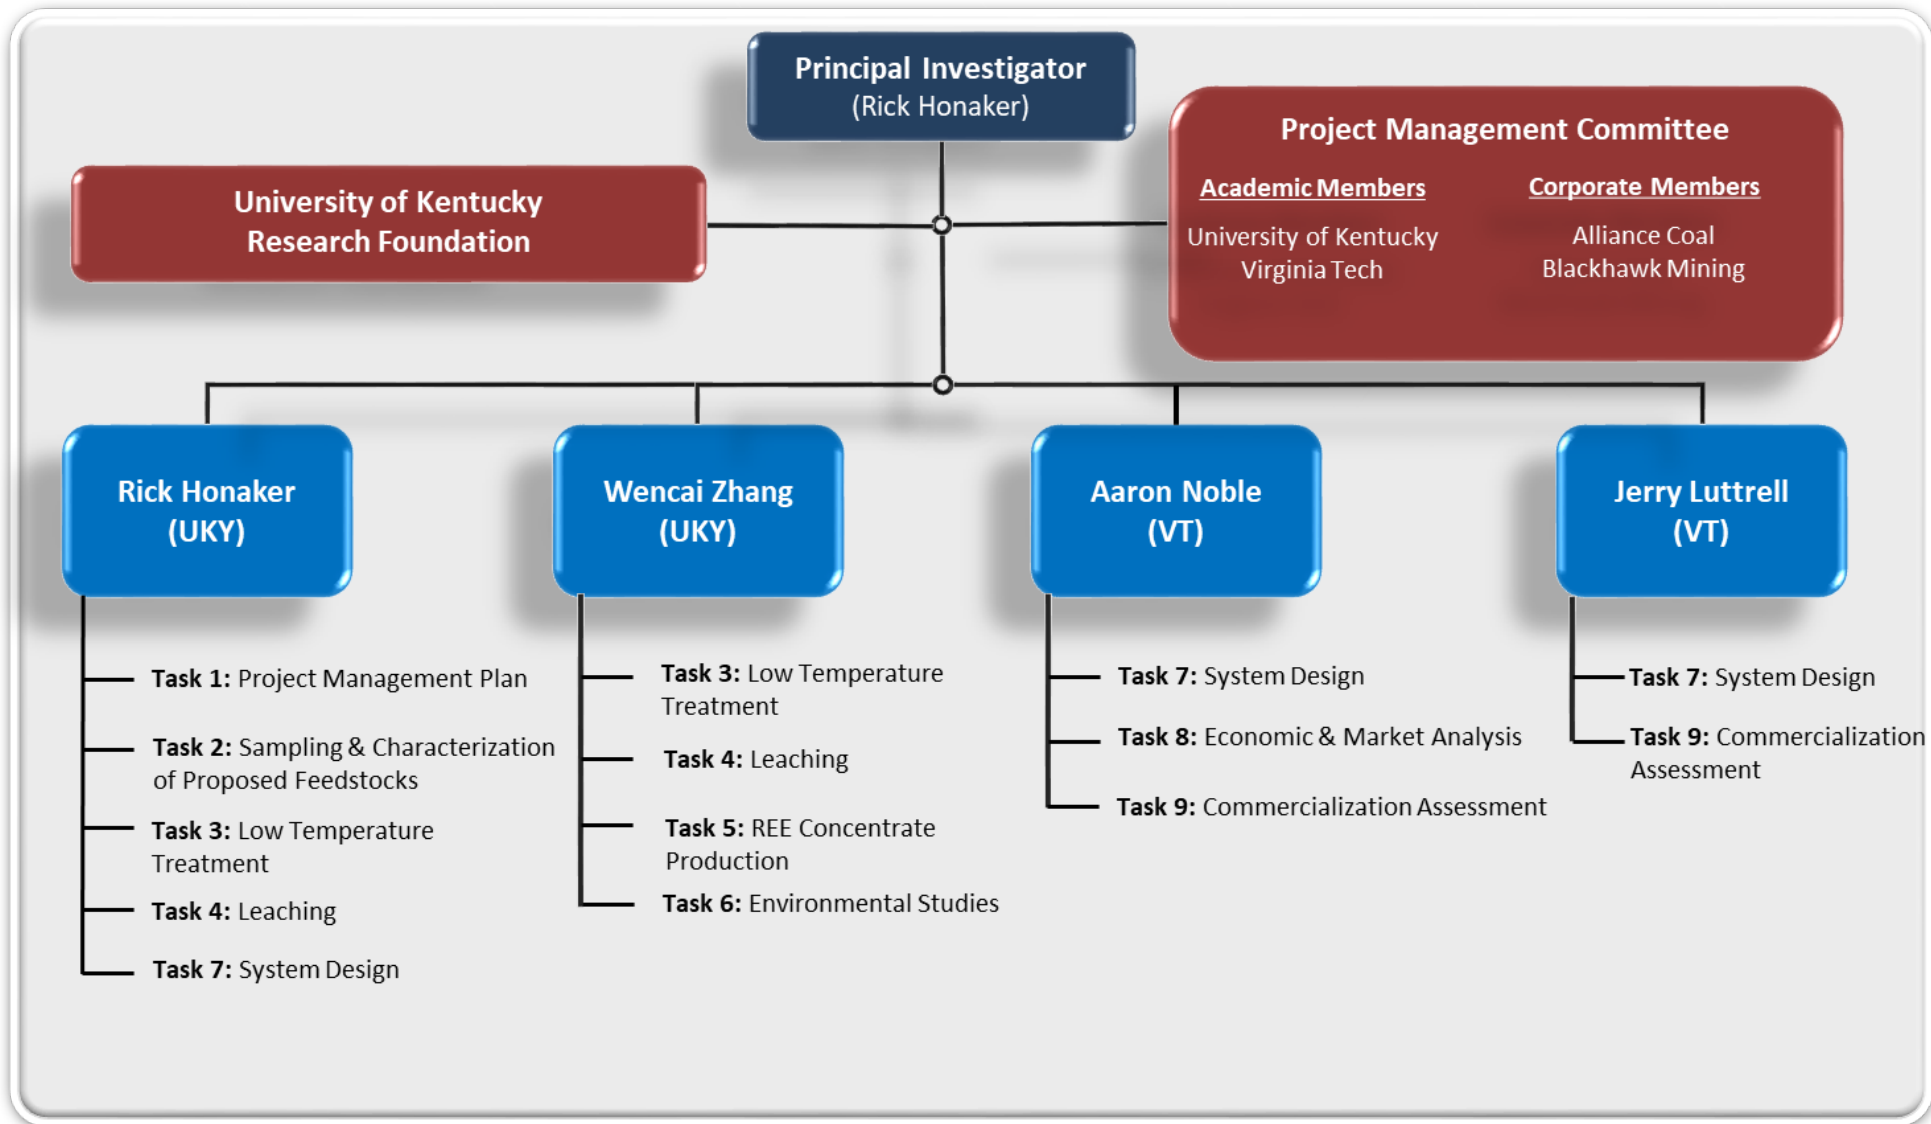 Principal Investigator
(Rick Honaker)
University of Kentucky
Research Foundation
Project Management Committee
Academic Members
University of Kentucky
Virginia Tech
Corporate Members
Alliance Coal
Blackhawk Mining
Rick Honaker
(UKY)
Task 1: Project Management Plan
Task 2: Sampling & Characterization
of Proposed Feedstocks
Task 3: Low Temperature
Treatment
Task 4: Leaching
Task 7: System Design
Wencai Zhang
(UKY)
Task 3: Low Temperature
Treatment
Task 4: Leaching
Task 5: REE Concentrate
Production
Task 6: Environmental Studies
Aaron Noble
(VT)
Task 7: System Design
Task 8: Economic & Market Analysis
Task 9: Commercialization Assessment
Jerry Luttrell
(VT)
Task 7: System Design
Task 9: Commercialization
Assessment